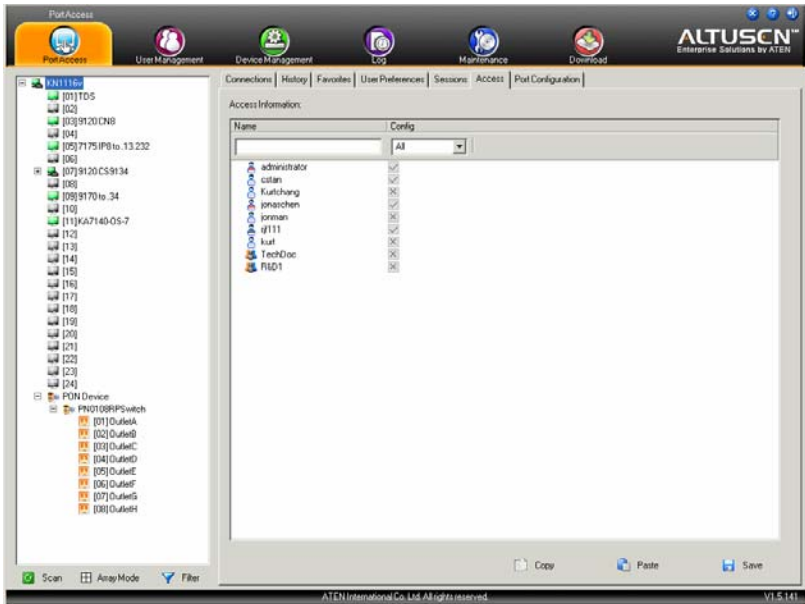 PortAccess
ALTUSCN™
Enterprise Solutions by ATEN
PortAccess
User Management
Device Management
Log
Maintenance
Download
KN1116v
[01]TDS
[02]
[03]9120 CN8
[04]
[05]7175 IP8 to .13.232
[06]
[07]9120 CS9134
[08]
[09]9170 to .34
[10]
[11]KA7140-OS-7
[12]
[13]
[14]
[15]
[16]
[17]
[18]
[19]
[20]
[21]
[22]
[23]
[24]
PON Device
PN0108RPSwitch
[01]OutletA
[02]OutletB
[03]OutletC
[04]OutletD
[05]OutletE
[06]OutletF
[07]OutletG
[08]OutletH
Scan
Array Mode
Filter
Connections
History
Favorites
User Preferences
Sessions
Access
Port Configuration
Access Information:
Name
Config
All
administrator
cstan
Kurtchang
jonaschen
jonman
kurt
TechDoc
R&D1
Copy
Paste
Save
ATEN International Co. Ltd. All rights reserved.
V1.5.141